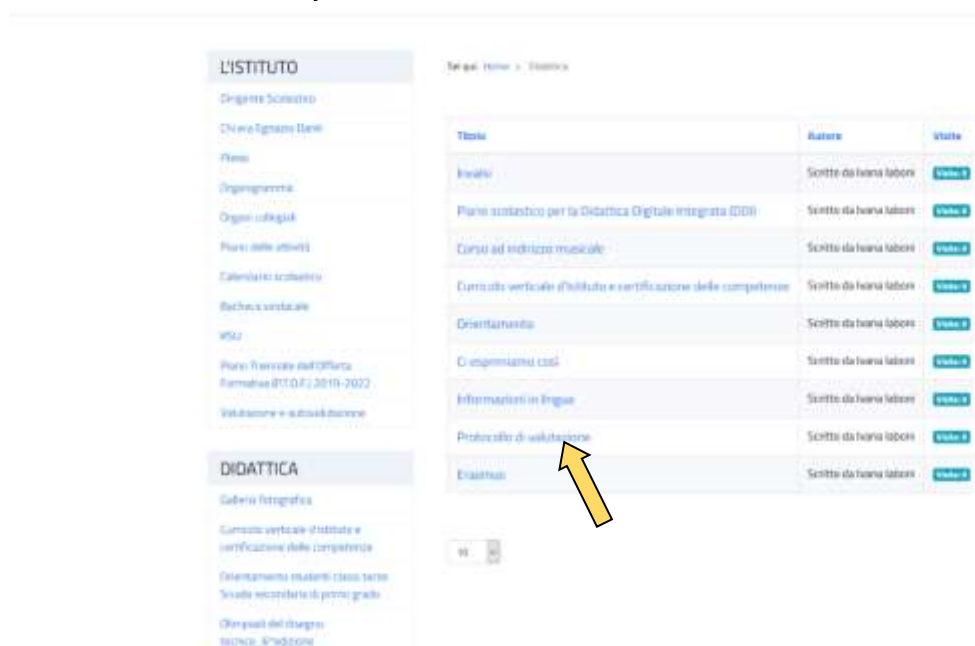 L'ISTITUTO
Dirigente Scolastico
Plessi
Organigramma
Organi collegiali
Piano delle attività
Calendario scolastico
Bacheca sindacale
RSU
Piano Triennale dell'Offerta
Formativa (P.T.O.F.) 2019-2022
Valutazione e autovalutazione
DIDATTICA
Galleria fotografica
Curricolo verticale d'istituto e
certificazione delle competenze
Orientamento studenti classi terze
Scuola secondaria di primo grado
Olimpiadi del disegno
tecnico
Sei qui: Home Didattica
Titolo Autore Visite
Invalsi Scritto da Ivana Iaboni
Piano scolastico per la Didattica Digitale Integrata (DDI) Scritto da Ivana Iaboni
Corso ad indirizzo musicale Scritto da Ivana Iaboni
Curricolo verticale d'istituto e certificazione delle competenze Scritto da Ivana Iaboni
Orientamento Scritto da Ivana Iaboni
Ci esprimiamo così Scritto da Ivana Iaboni
Informazioni in lingua Scritto da Ivana Iaboni
Protocollo di valutazione Scritto da Ivana Iaboni
Erasmus Scritto da Ivana Iaboni
10